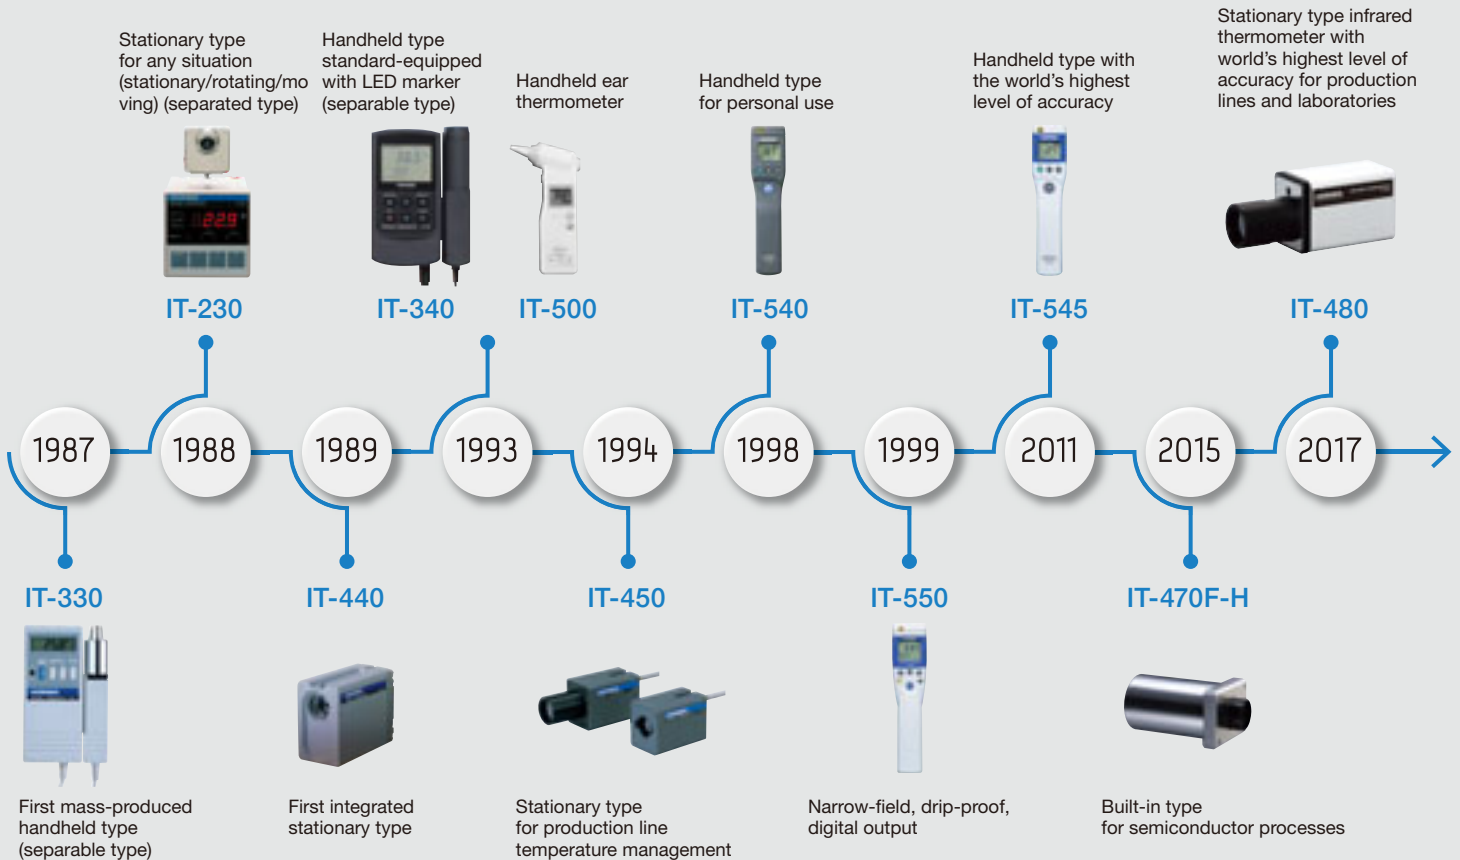 Stationary type
for any situation
(stationary/rotating/mo
ving) (separated type)
Handheld type
standard-equipped
with LED marker
(separable type)
Handheld ear
thermometer
Handheld type
for personal use
Handheld type with
the world's highest
level of accuracy
Stationary type infrared
thermometer with
world's highest level of
accuracy for production
lines and laboratories
IT-230
IT-340
IT-500
IT-540
IT-545
IT-480
1987
1988
1989
1993
1994
1998
1999
2011
2015
2017
IT-330
IT-440
IT-450
IT-550
IT-470F-H
First mass-produced
handheld type
(separable type)
First integrated
stationary type
Stationary type
for production line
temperature management
Narrow-field, drip-proof,
digital output
Built-in type
for semiconductor processes